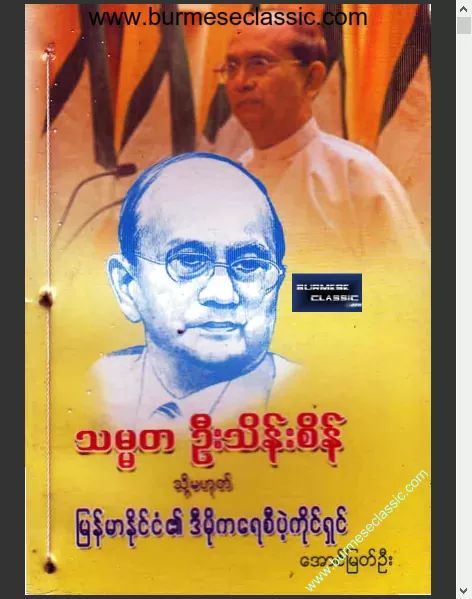 www.burmeseclassic.com
BURMESE
CLASSIC
.com
သမ္မတ ဦးသိန်းစိန်
သို့မဟုတ်
မြန်မာနိုင်ငံ၏ ဒီမိုကရေစီပဲ့ကိုင်ရှင်
အောင်မြတ်ဦး
www.burmeseclassic.com